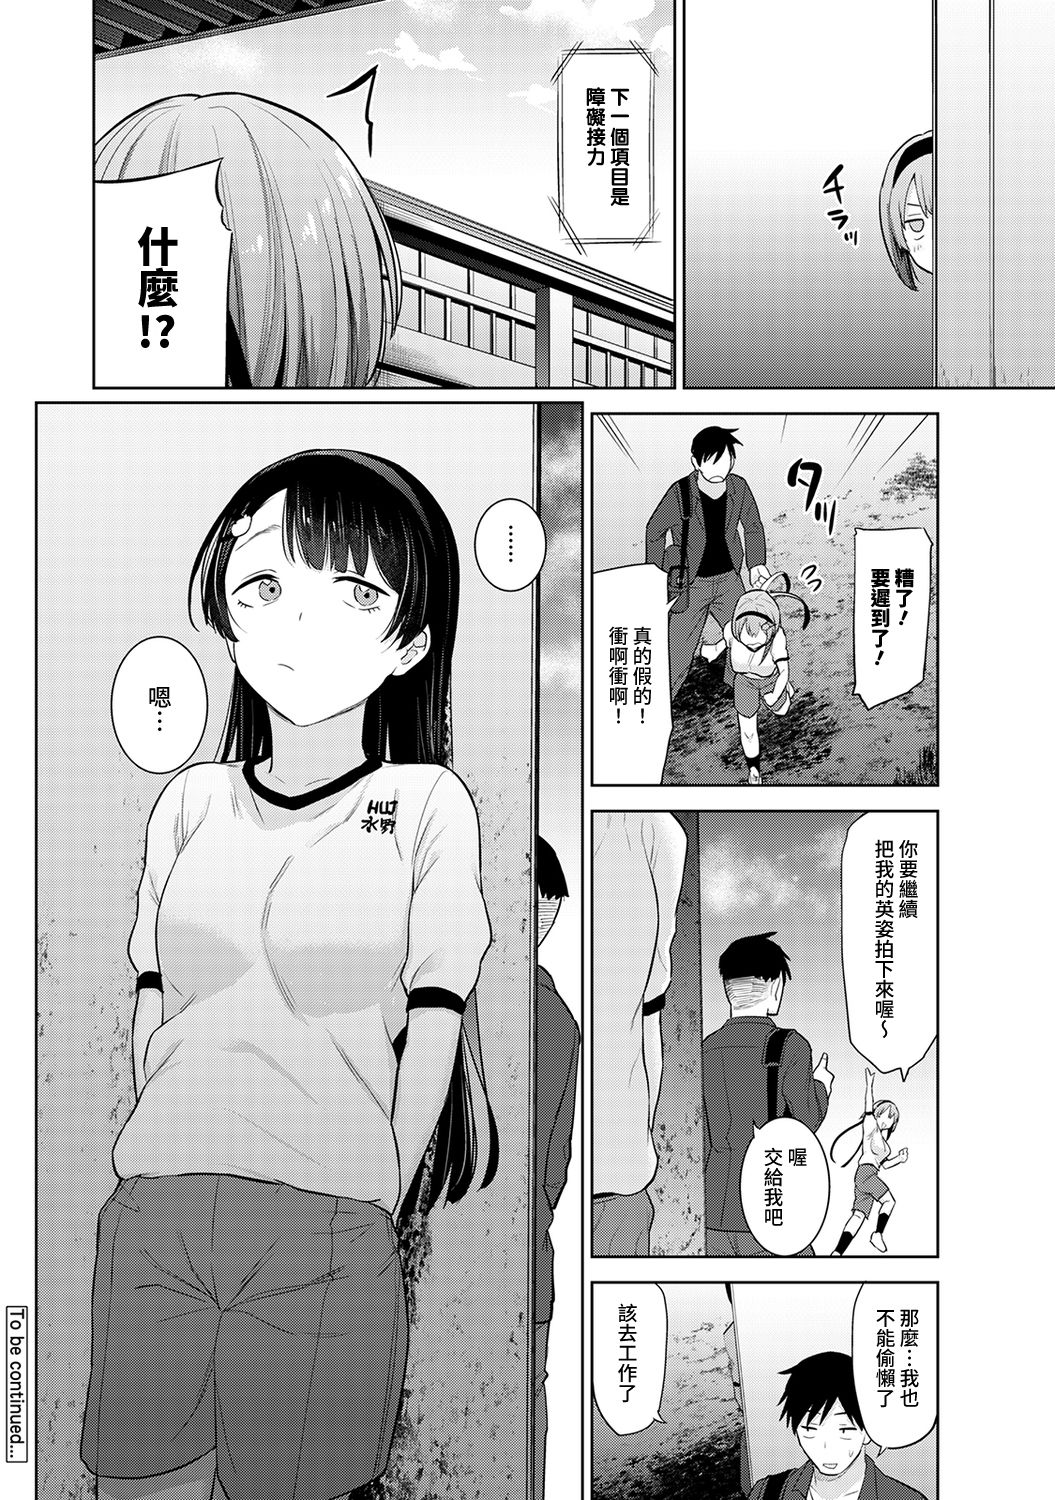 チラッ
下一個項目是
障礙接力
什麼!?
タッ
糟了！
要遲到了！
真的假的！
衝啊衝啊！
你要繼續
把我的英姿拍下來喔～
喔
交給我吧
那麼…我也
不能偷懶了
該去工作了
……
嗯…
水野
To be continued...